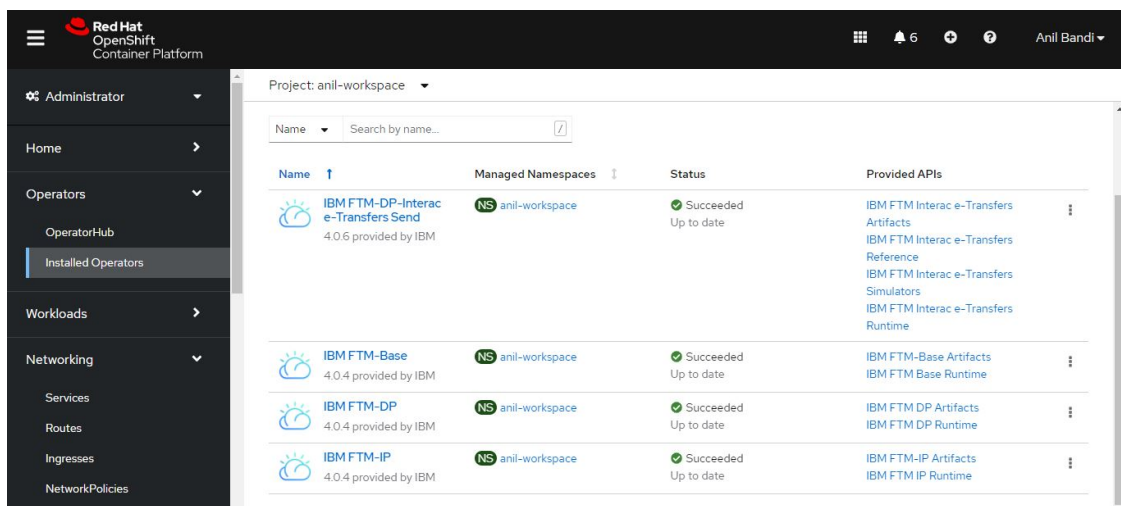 Red Hat
OpenShift
Container Platform
6
Anil Bandi
Administrator
Home
Operators
OperatorHub
Installed Operators
Workloads
Networking
Services
Routes
Ingresses
NetworkPolicies
Project: anil-workspace
Name
Search by name...
/
Name Managed Namespaces Status Provided APIs
IBM FTM-DP-Interac
e-Transfers Send
4.0.6 provided by IBM
NS anil-workspace
Succeeded
Up to date
IBM FTM Interac e-Transfers
Artifacts
IBM FTM Interac e-Transfers
Reference
IBM FTM Interac e-Transfers
Simulators
IBM FTM Interac e-Transfers
Runtime
IBM FTM-Base
4.0.4 provided by IBM
NS anil-workspace
Succeeded
Up to date
IBM FTM-Base Artifacts
IBM FTM Base Runtime
IBM FTM-DP
4.0.4 provided by IBM
NS anil-workspace
Succeeded
Up to date
IBM FTM DP Artifacts
IBM FTM DP Runtime
IBM FTM-IP
4.0.4 provided by IBM
NS anil-workspace
Succeeded
Up to date
IBM FTM-IP Artifacts
IBM FTM IP Runtime